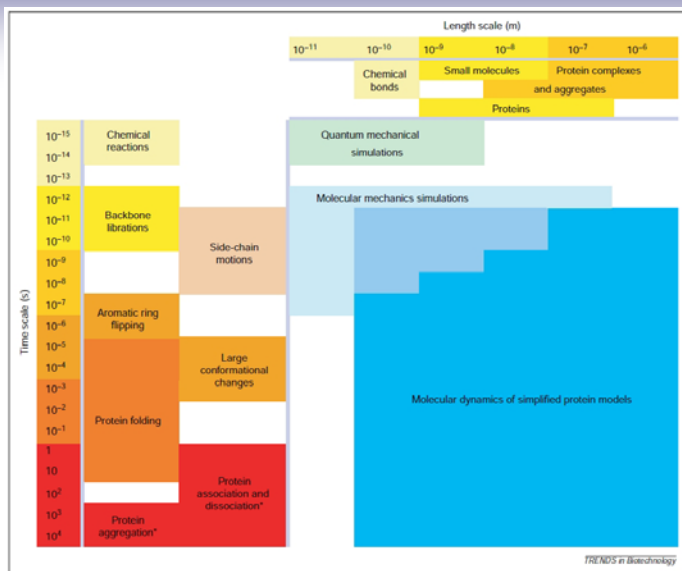 Length scale (m)
10⁻¹¹ 10⁻¹⁰ 10⁻⁹ 10⁻⁸ 10⁻⁷ 10⁻⁶
Chemical
bonds
Small molecules
Protein complexes
and aggregates
Proteins
Time scale (s)
10⁻¹⁵
10⁻¹⁴
10⁻¹³
10⁻¹²
10⁻¹¹
10⁻¹⁰
10⁻⁹
10⁻⁸
10⁻⁷
10⁻⁶
10⁻⁵
10⁻⁴
10⁻³
10⁻²
10⁻¹
1
10
10²
10³
10⁴
Chemical
reactions
Backbone
librations
Side-chain
motions
Aromatic ring
flipping
Large
conformational
changes
Protein folding
Protein
association and
dissociation*
Protein
aggregation*
Quantum mechanical
simulations
Molecular mechanics simulations
Molecular dynamics of simplified protein models
TRENDS in Biotechnology